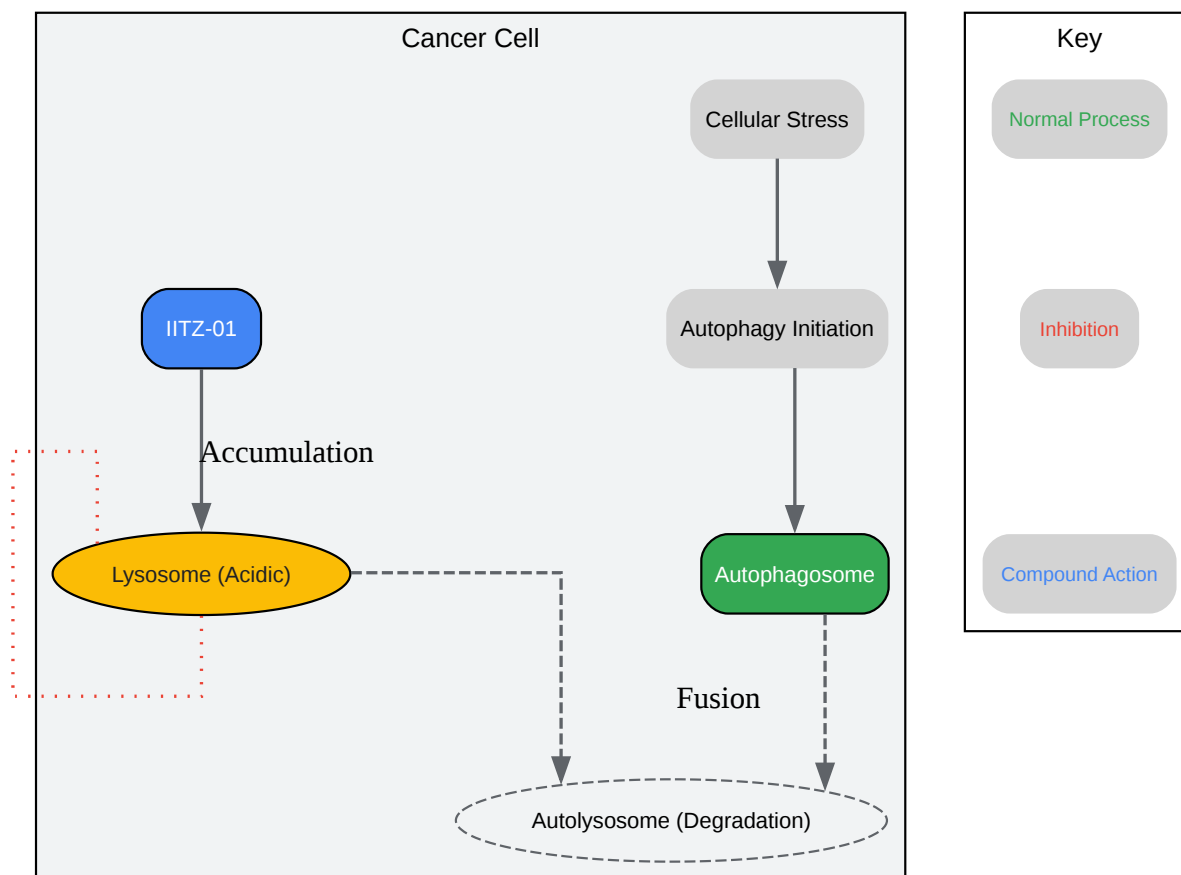 Cancer Cell
Key
Cellular Stress
Normal Process
IITZ-01
Autophagy Initiation
Inhibition
Accumulation
Lysosome (Acidic)
Autophagosome
Compound Action
Fusion
Autolysosome (Degradation)